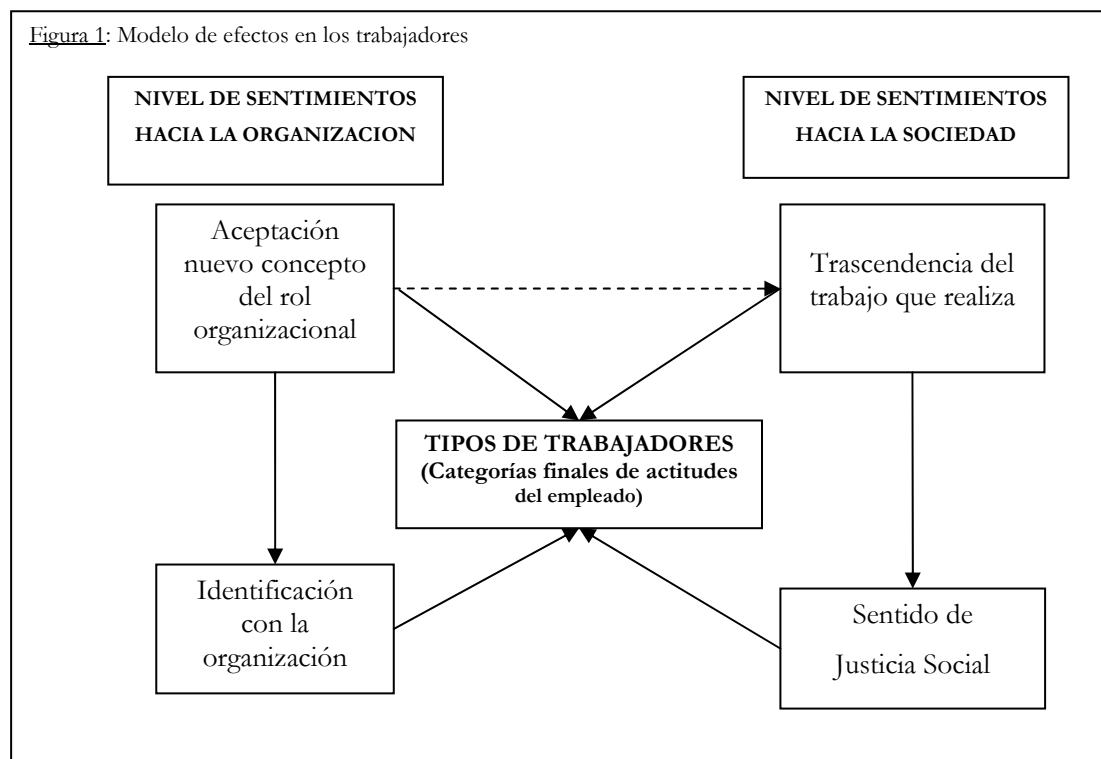 Figura 1: Modelo de efectos en los trabajadores
NIVEL DE SENTIMIENTOS
HACIA LA ORGANIZACION
NIVEL DE SENTIMIENTOS
HACIA LA SOCIEDAD
Aceptación
nuevo concepto
del rol
organizacional
Trascendencia del
trabajo que realiza
TIPOS DE TRABAJADORES
(Categorías finales de actitudes
del empleado)
Identificación
con la
organización
Sentido de
Justicia Social